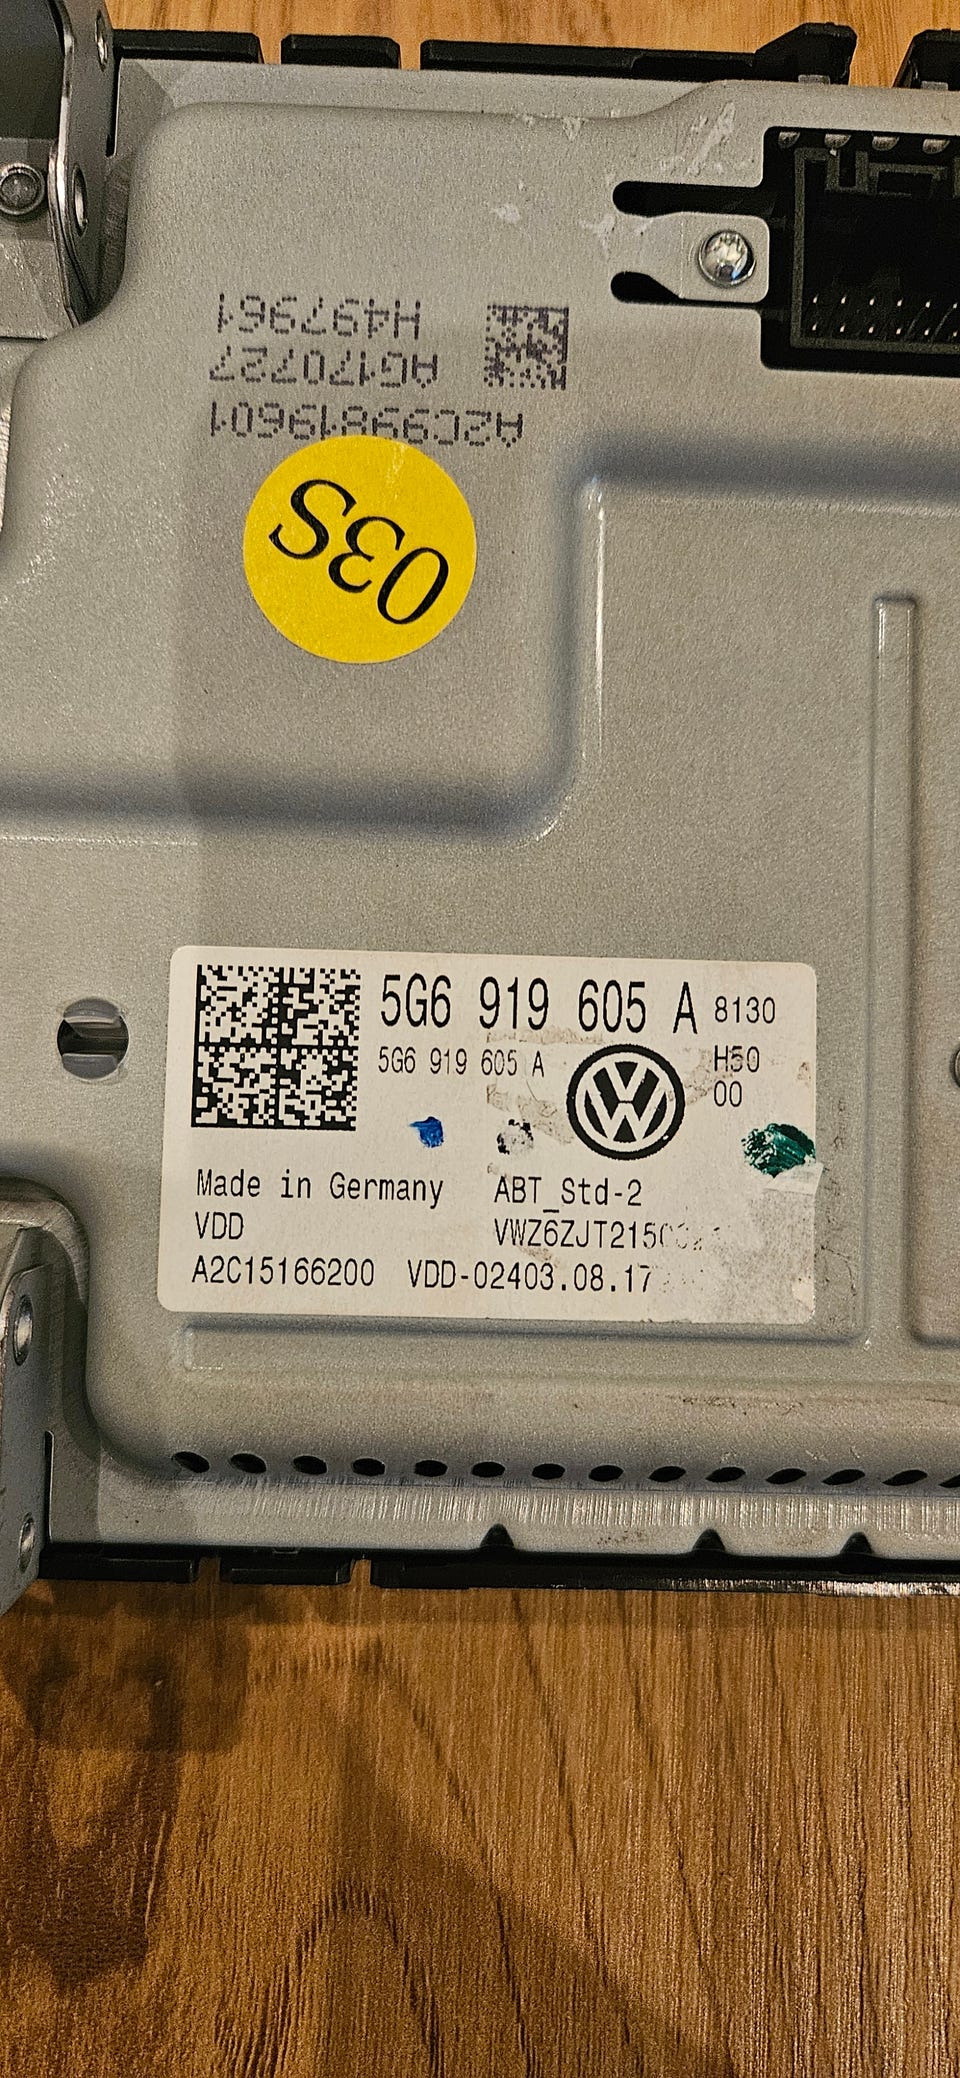 H497961
AG170727
A2C99819601
03S
5G6 919 605 A 8130
5G6 919 605 A H50
00
Made in Germany ABT_Std-2
VDD
A2C15166200 VDD-02403.08.17